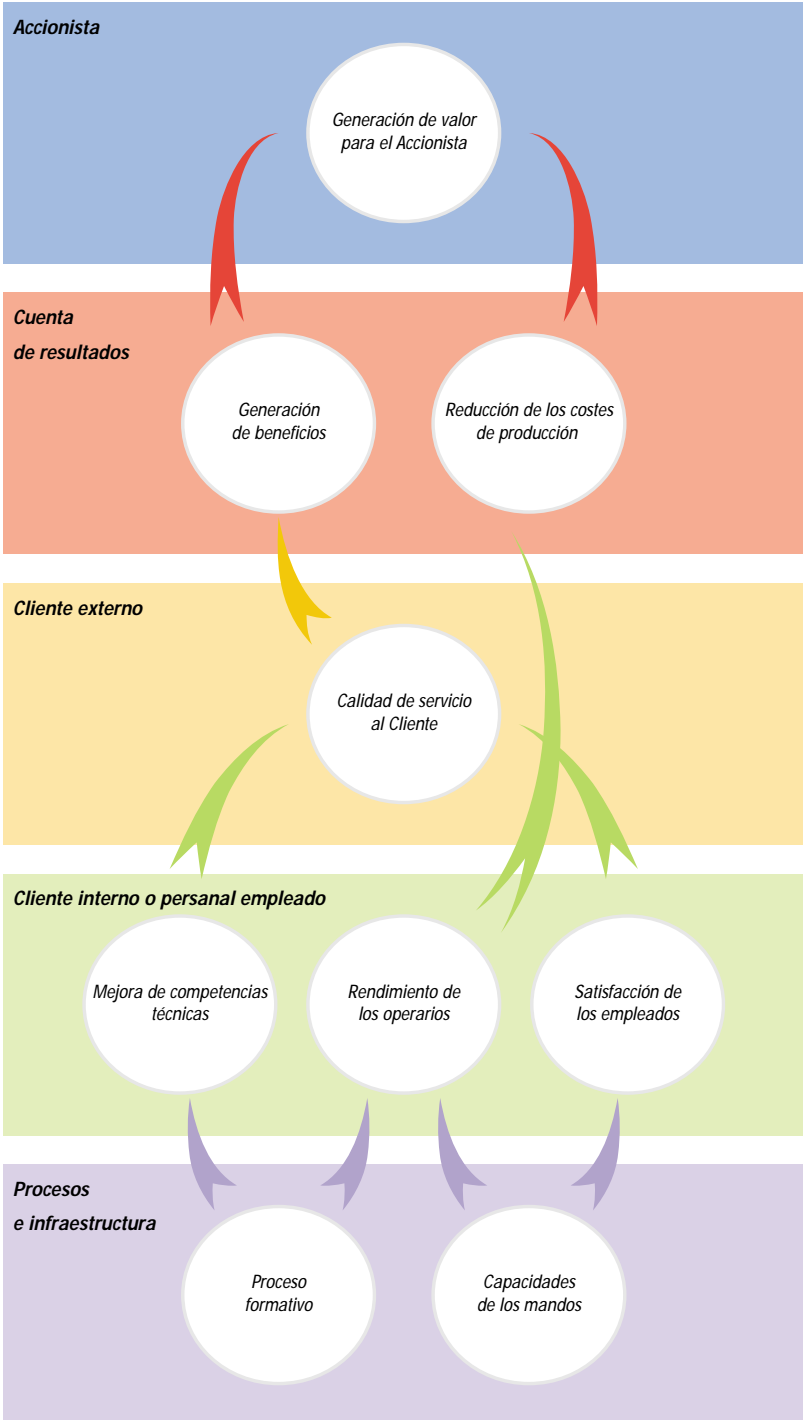 Accionista
Generación de valor
para el Accionista
Cuenta
de resultados
Generación
de beneficios
Reducción de los costes
de producción
Cliente externo
Calidad de servicio
al Cliente
Cliente interno o persanal empleado
Mejora de competencias
técnicas
Rendimiento de
los operarios
Satisfacción de
los empleados
Procesos
e infraestructura
Proceso
formativo
Capacidades
de los mandos